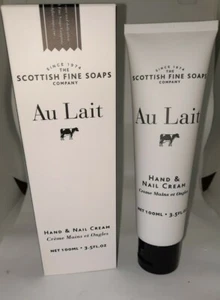 Au Lait
SINCE 1974
THE
SCOTTISH FINE SOAPS
COMPANY
Au Lait
HAND & NAIL CREAM
Crème Mains et Ongles
NET 100ML • 3.5FL.OZ
SINCE 1974
THE
SCOTTISH FINE SOAPS
COMPANY
Au Lait
HAND &
NAIL CREAM
Crème Mains et Ongles
NET 100ML • 3.5FL.OZ